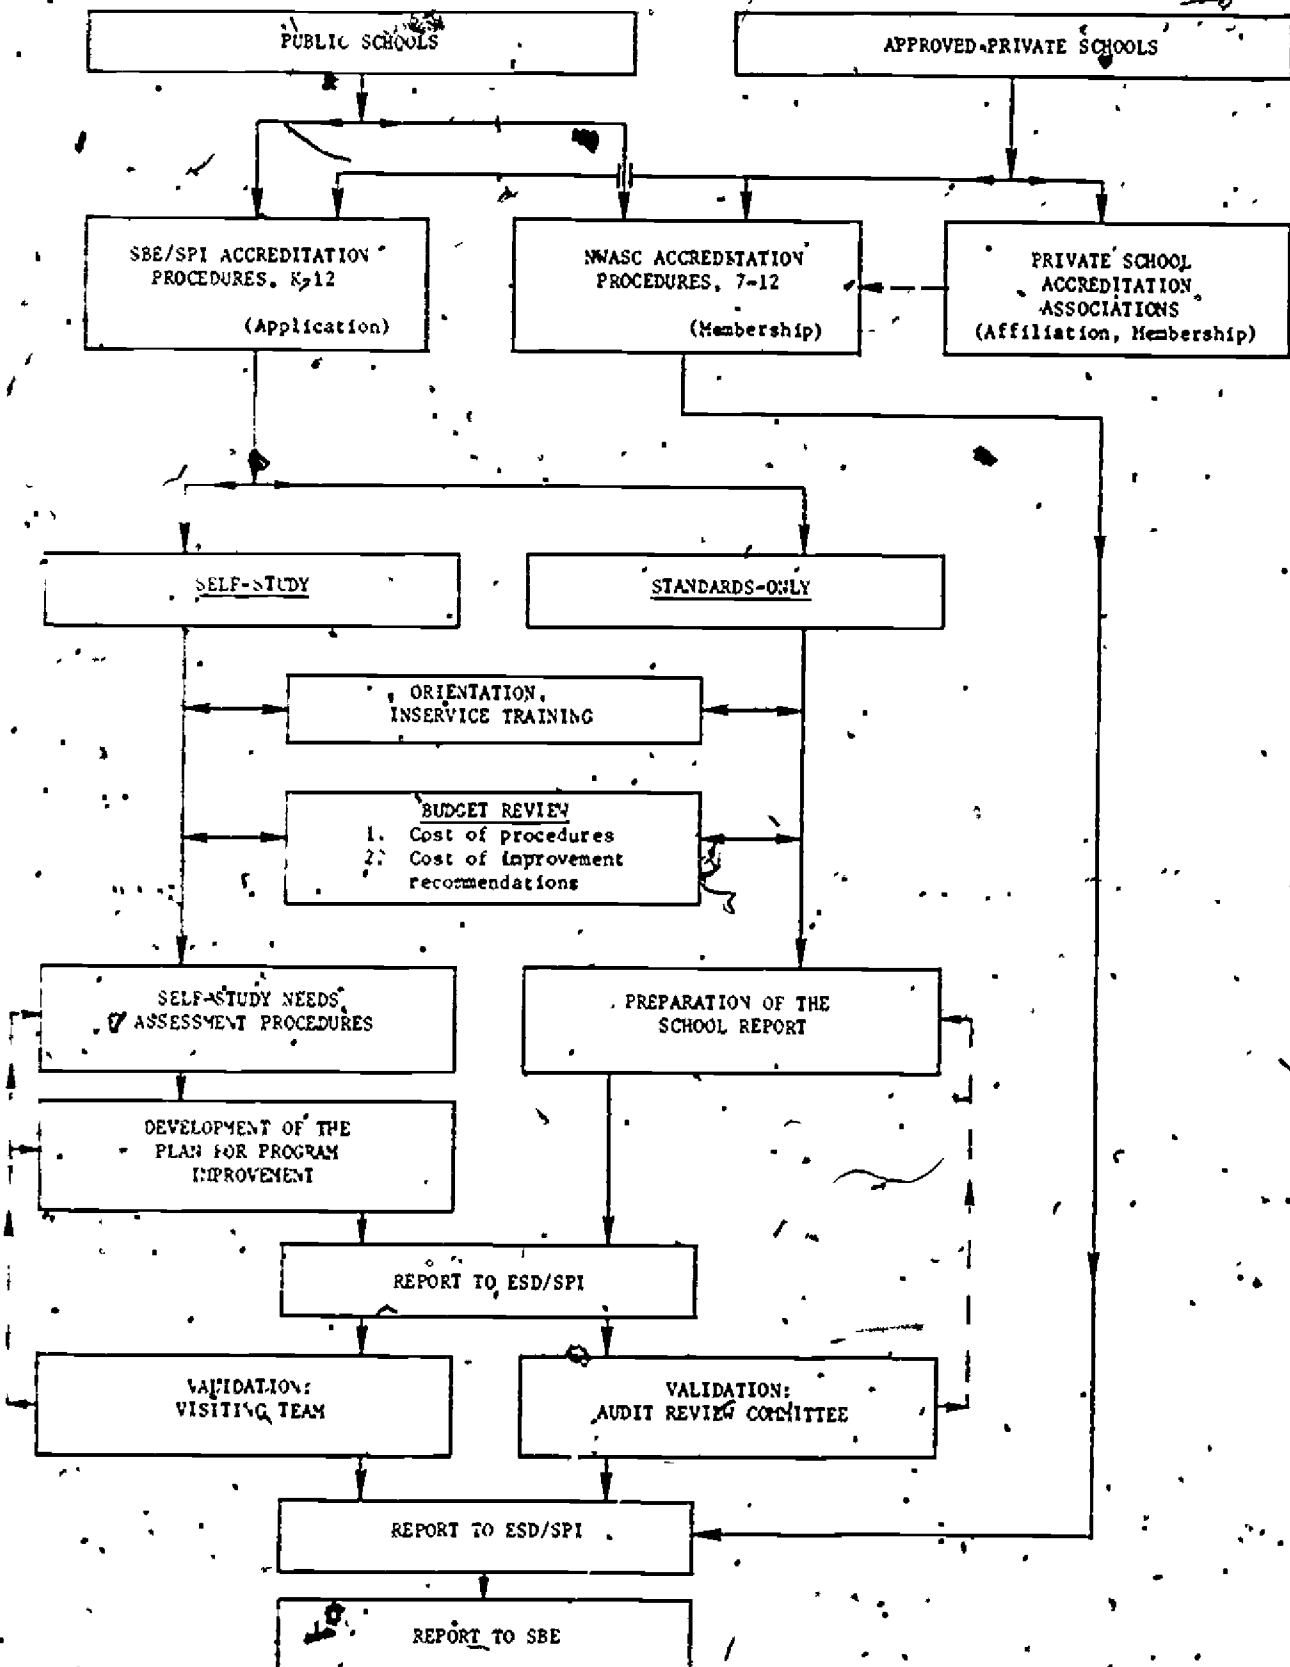 PUBLIC SCHOOLS
APPROVED PRIVATE SCHOOLS
SBE/SPI ACCREDITATION
PROCEDURES, K-12
(Application)
NWASC ACCREDITATION
PROCEDURES, 7-12
(Membership)
PRIVATE SCHOOL
ACCREDITATION
ASSOCIATIONS
(Affiliation, Membership)
SELF-STUDY
STANDARDS-ONLY
ORIENTATION,
INSERVICE TRAINING
BUDGET REVIEW
1. Cost of procedures
2. Cost of improvement
recommendations
SELF-STUDY NEEDS
ASSESSMENT PROCEDURES
PREPARATION OF THE
SCHOOL REPORT
DEVELOPMENT OF THE
PLAN FOR PROGRAM
IMPROVEMENT
REPORT TO ESD/SPI
VALIDATION:
VISITING TEAM
VALIDATION:
AUDIT REVIEW COMMITTEE
REPORT TO ESD/SPI
REPORT TO SBE